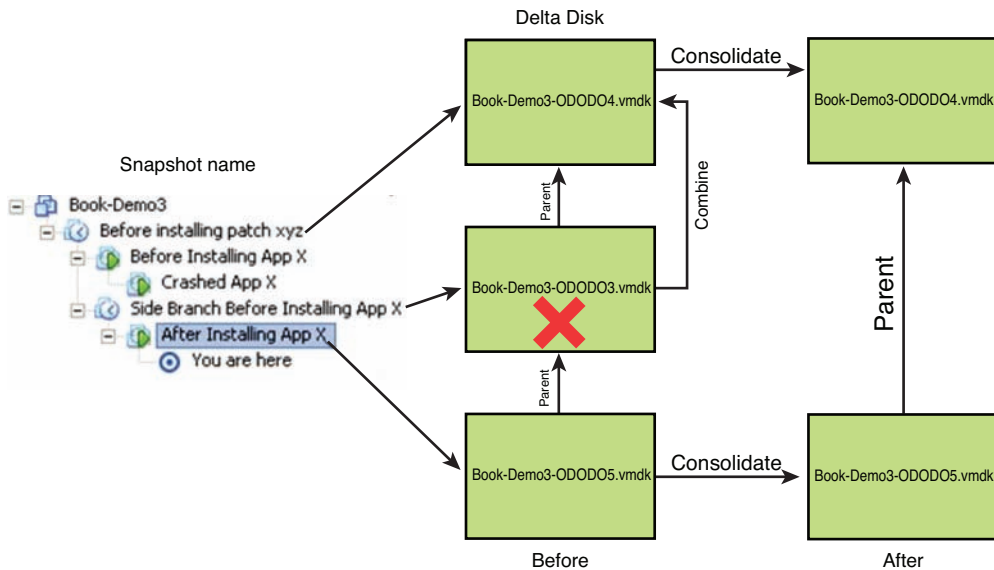 Delta Disk
Consolidate
Book-Demo3-ODODO4.vmdk
Book-Demo3-ODODO4.vmdk
Snapshot name
Book-Demo3
Before installing patch xyz
Before Installing App X
Crashed App X
Side Branch Before Installing App X
After Installing App X
You are here
Parent
Combine
Book-Demo3-ODODO3.vmdk
Parent
Parent
Book-Demo3-ODODO5.vmdk
Consolidate
Book-Demo3-ODODO5.vmdk
Before
After